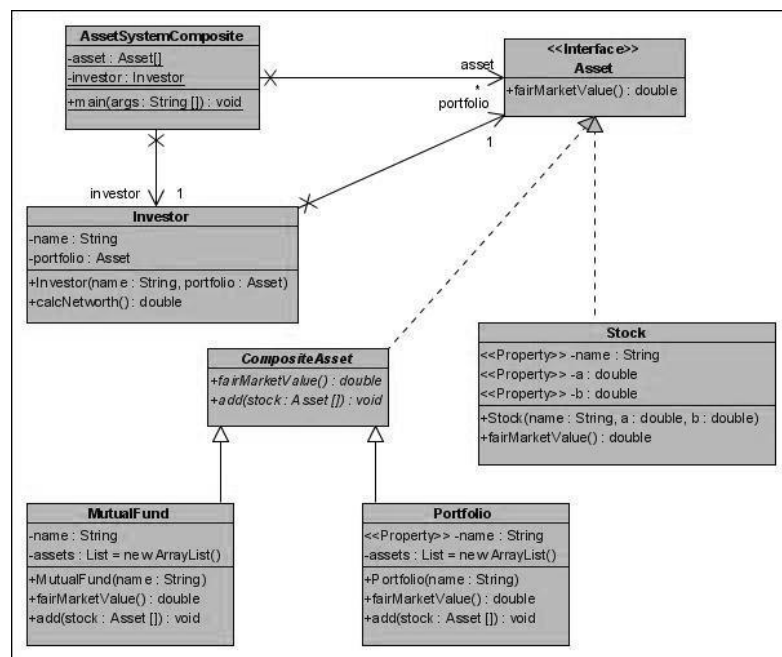 AssetSystemComposite
-asset : Asset[]
-investor : Investor
+main(args : String []) : void
<<Interface>>
Asset
+fairMarketValue() : double
asset
*
portfolio
1
investor 1
Investor
-name : String
-portfolio : Asset
+Investor(name : String, portfolio : Asset)
+calcNetworth() : double
CompositeAsset
+fairMarketValue() : double
+add(stock : Asset []) : void
Stock
<<Property>> -name : String
<<Property>> -a : double
<<Property>> -b : double
+Stock(name : String, a : double, b : double)
+fairMarketValue() : double
MutualFund
-name : String
-assets : List = new ArrayList()
+MutualFund(name : String)
+fairMarketValue() : double
+add(stock : Asset []) : void
Portfolio
<<Property>> -name : String
-assets : List = new ArrayList()
+Portfolio(name : String)
+fairMarketValue() : double
+add(stock : Asset []) : void